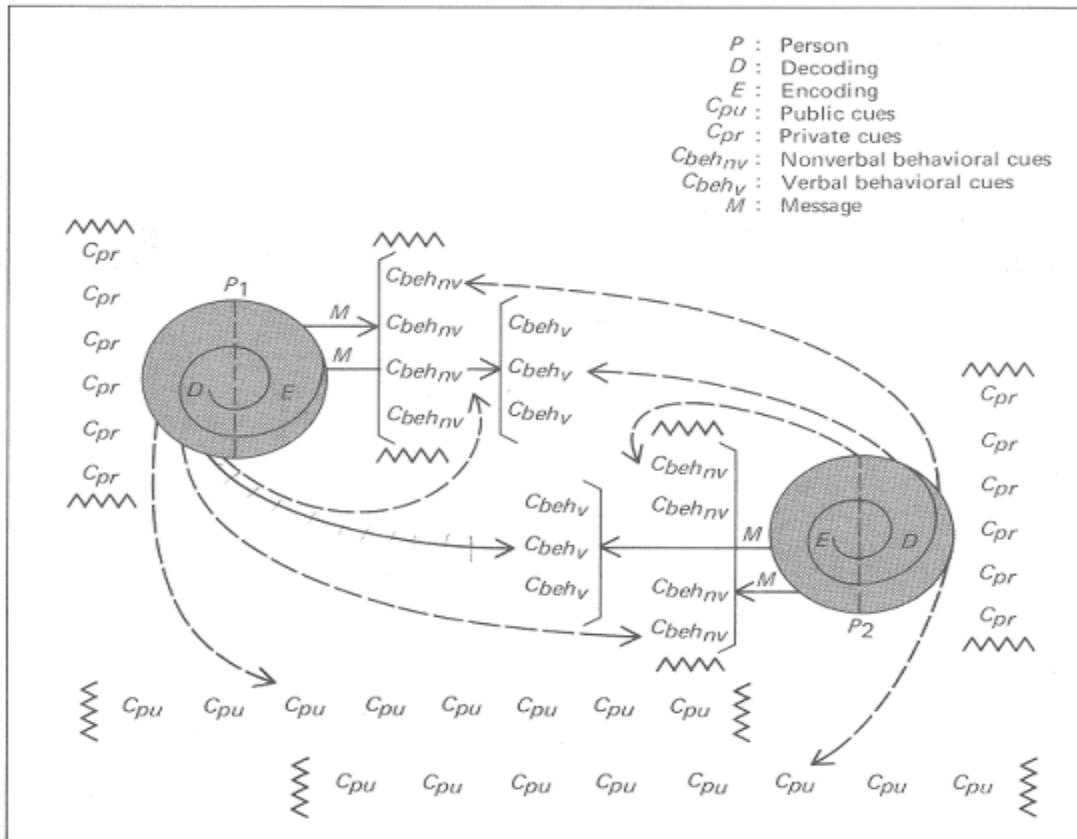 P : Person
D : Decoding
E : Encoding
Cpu : Public cues
Cpr : Private cues
Cbehnv : Nonverbal behavioral cues
Cbehv : Verbal behavioral cues
M : Message
Cpr
Cpr
Cpr
Cpr
Cpr
Cpr
P1
D E
M
M
Cbehnv
Cbehnv
Cbehnv
Cbehnv
Cbehv
Cbehv
Cbehv
Cbehv
Cbehv
Cbehv
Cbehnv
Cbehnv
Cbehnv
Cbehnv
M
M
E D
P2
Cpr
Cpr
Cpr
Cpr
Cpr
Cpr
Cpu Cpu Cpu Cpu Cpu Cpu Cpu Cpu
Cpu Cpu Cpu Cpu Cpu Cpu Cpu Cpu